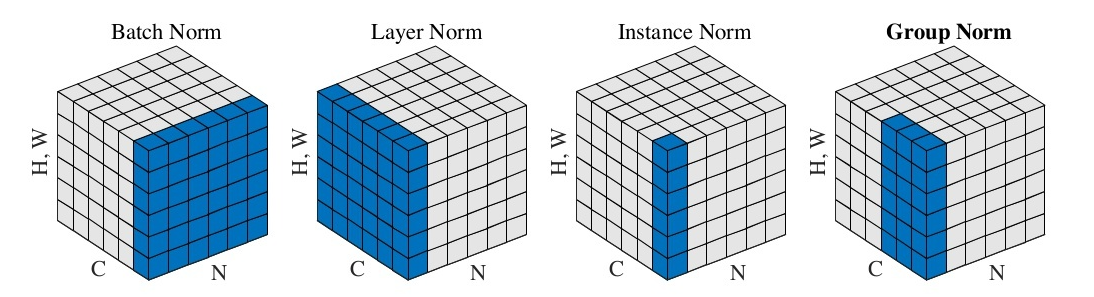 Batch Norm
Layer Norm
Instance Norm
Group Norm
H, W
C
N
H, W
C
N
H, W
C
N
H, W
C
N